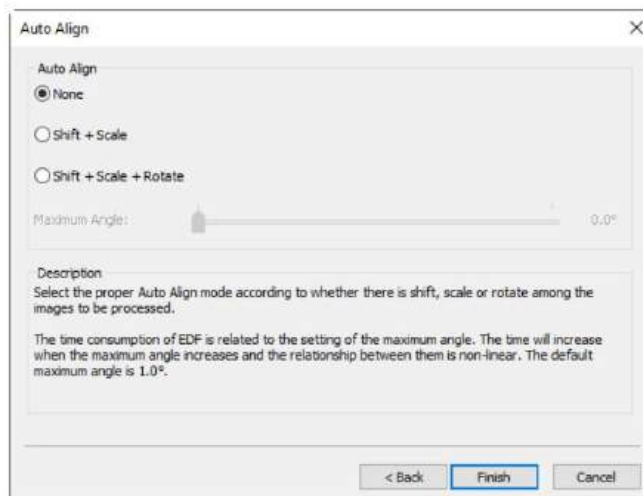 Auto Align
Auto Align
None
Shift + Scale
Shift + Scale + Rotate
Maximum Angle: 0.0°
Description
Select the proper Auto Align mode according to whether there is shift, scale or rotate among the
images to be processed.
The time consumption of EDF is related to the setting of the maximum angle. The time will increase
when the maximum angle increases and the relationship between them is non-linear. The default
maximum angle is 1.0°.
< Back Finish Cancel